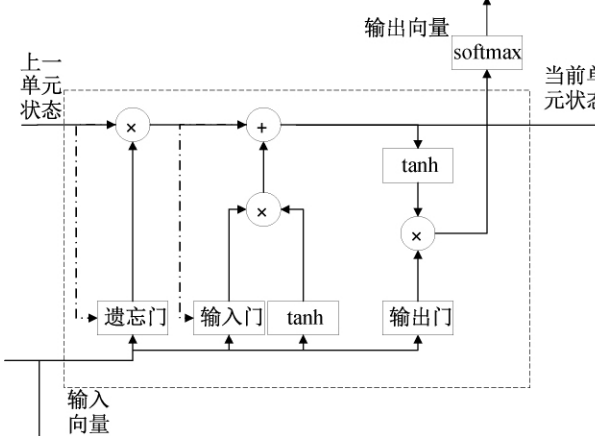 输出向量
softmax
上一
单元
状态
当前单
元状态
×
+
tanh
×
×
遗忘门
输入门
tanh
输出门
输入
向量